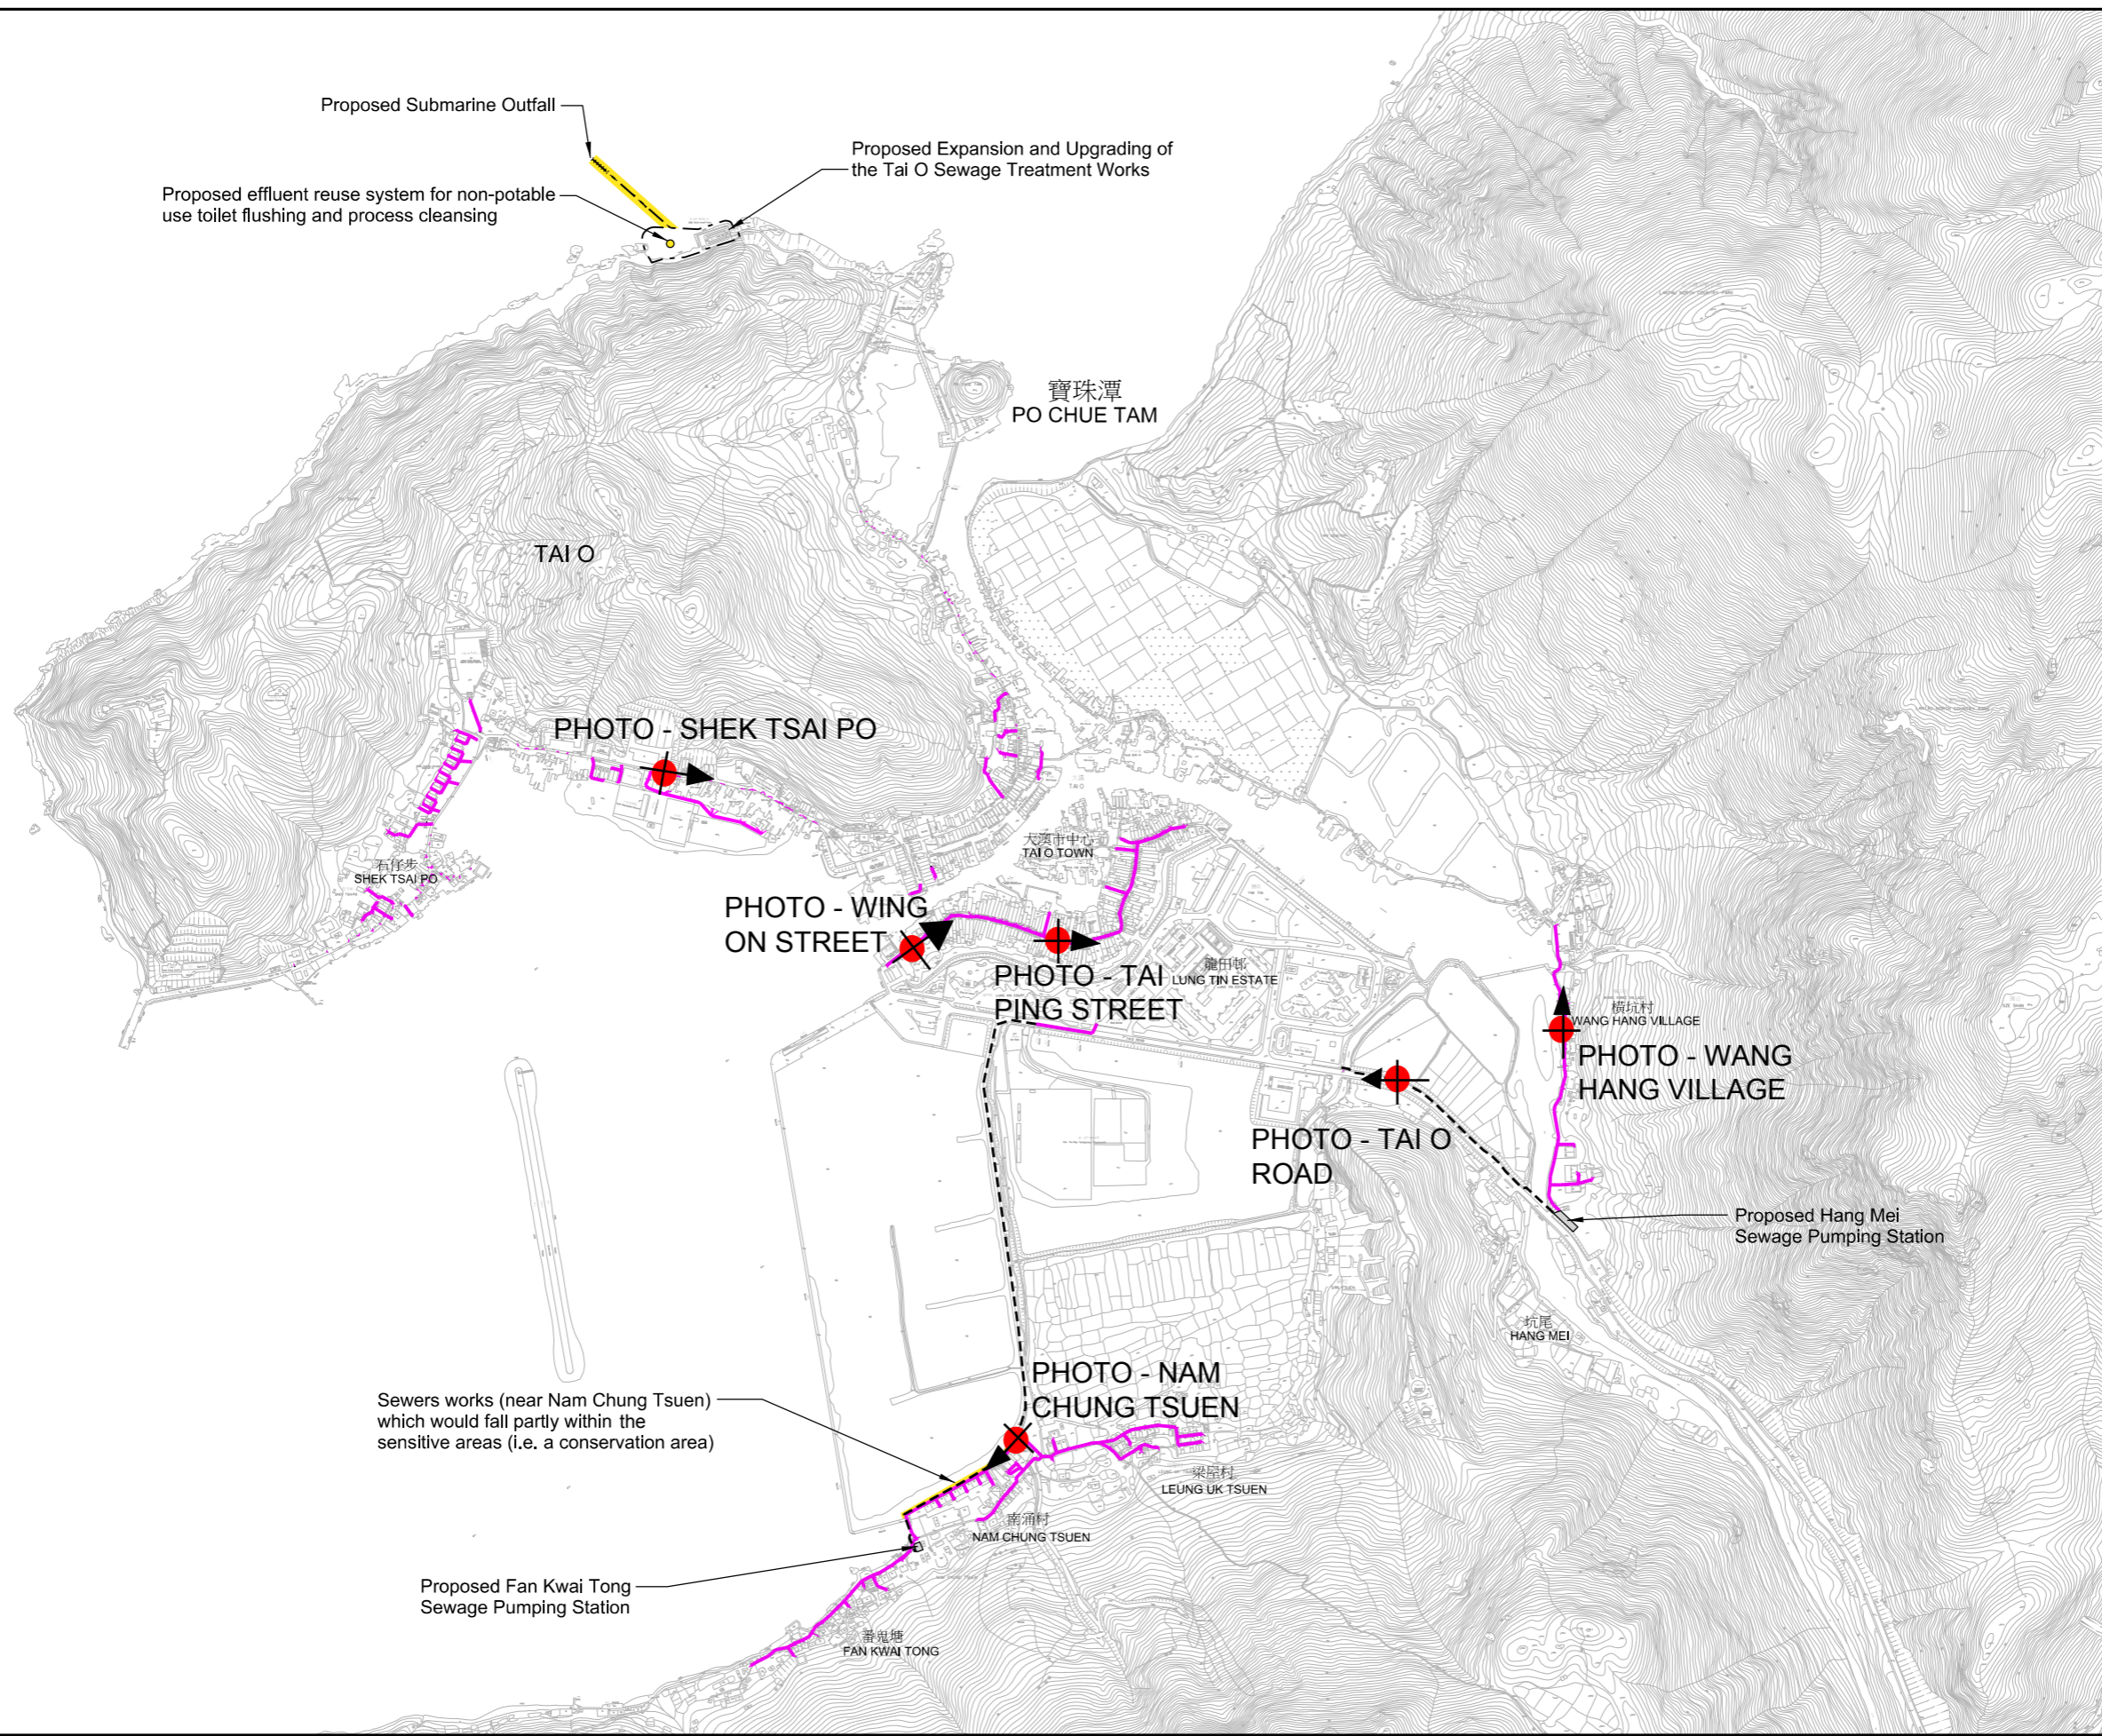 Proposed Submarine Outfall
Proposed Expansion and Upgrading of
the Tai O Sewage Treatment Works
Proposed effluent reuse system for non-potable
use toilet flushing and process cleansing
寶珠潭
PO CHUE TAM
TAI O
PHOTO - SHEK TSAI PO
TAI O
大澳市中心
TAI O TOWN
石仔埗
SHEK TSAI PO
PHOTO - WING
ON STREET
PHOTO - TAI
PING STREET
龍田邨
LUNG TIN ESTATE
橫坑村
WANG HANG VILLAGE
PHOTO - WANG
HANG VILLAGE
PHOTO - TAI O
ROAD
Proposed Hang Mei
Sewage Pumping Station
坑尾
HANG MEI
PHOTO - NAM
CHUNG TSUEN
Sewers works (near Nam Chung Tsuen)
which would fall partly within the
sensitive areas (i.e. a conservation area)
梁屋村
LEUNG UK TSUEN
南涌村
NAM CHUNG TSUEN
Proposed Fan Kwai Tong
Sewage Pumping Station
番鬼塘
FAN KWAI TONG